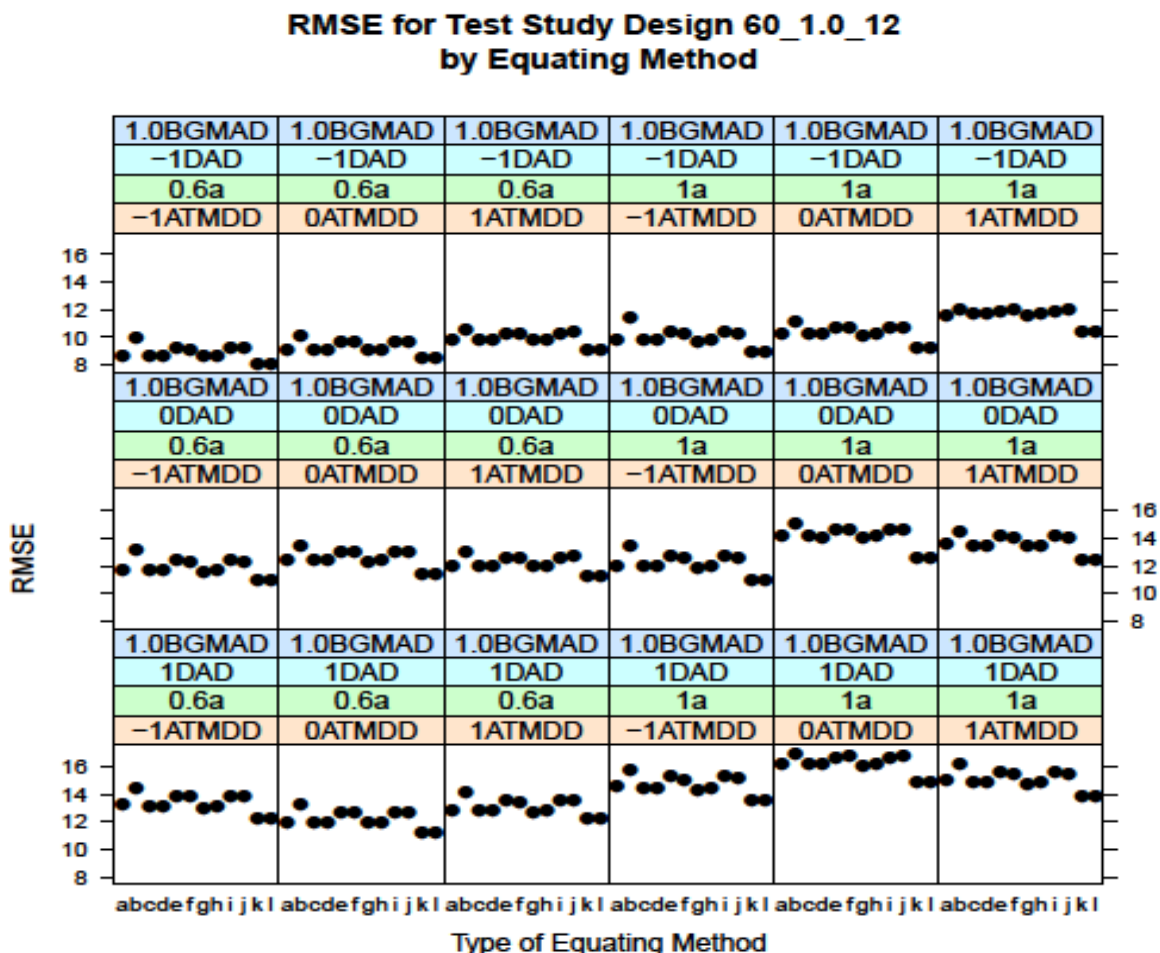 RMSE for Test Study Design 60_1.0_12
by Equating Method
1.0BGMAD 1.0BGMAD 1.0BGMAD 1.0BGMAD 1.0BGMAD 1.0BGMAD
−1DAD −1DAD −1DAD −1DAD −1DAD −1DAD
0.6a 0.6a 0.6a 1a 1a 1a
−1ATMDD 0ATMDD 1ATMDD −1ATMDD 0ATMDD 1ATMDD
16
14
12
10
8
1.0BGMAD 1.0BGMAD 1.0BGMAD 1.0BGMAD 1.0BGMAD 1.0BGMAD
0DAD 0DAD 0DAD 0DAD 0DAD 0DAD
0.6a 0.6a 0.6a 1a 1a 1a
−1ATMDD 0ATMDD 1ATMDD −1ATMDD 0ATMDD 1ATMDD
16
14
12
10
8
RMSE
1.0BGMAD 1.0BGMAD 1.0BGMAD 1.0BGMAD 1.0BGMAD 1.0BGMAD
1DAD 1DAD 1DAD 1DAD 1DAD 1DAD
0.6a 0.6a 0.6a 1a 1a 1a
−1ATMDD 0ATMDD 1ATMDD −1ATMDD 0ATMDD 1ATMDD
16
14
12
10
8
abcdefghijkl abcdefghijkl abcdefghijkl abcdefghijkl abcdefghijkl abcdefghijkl
Type of Equating Method